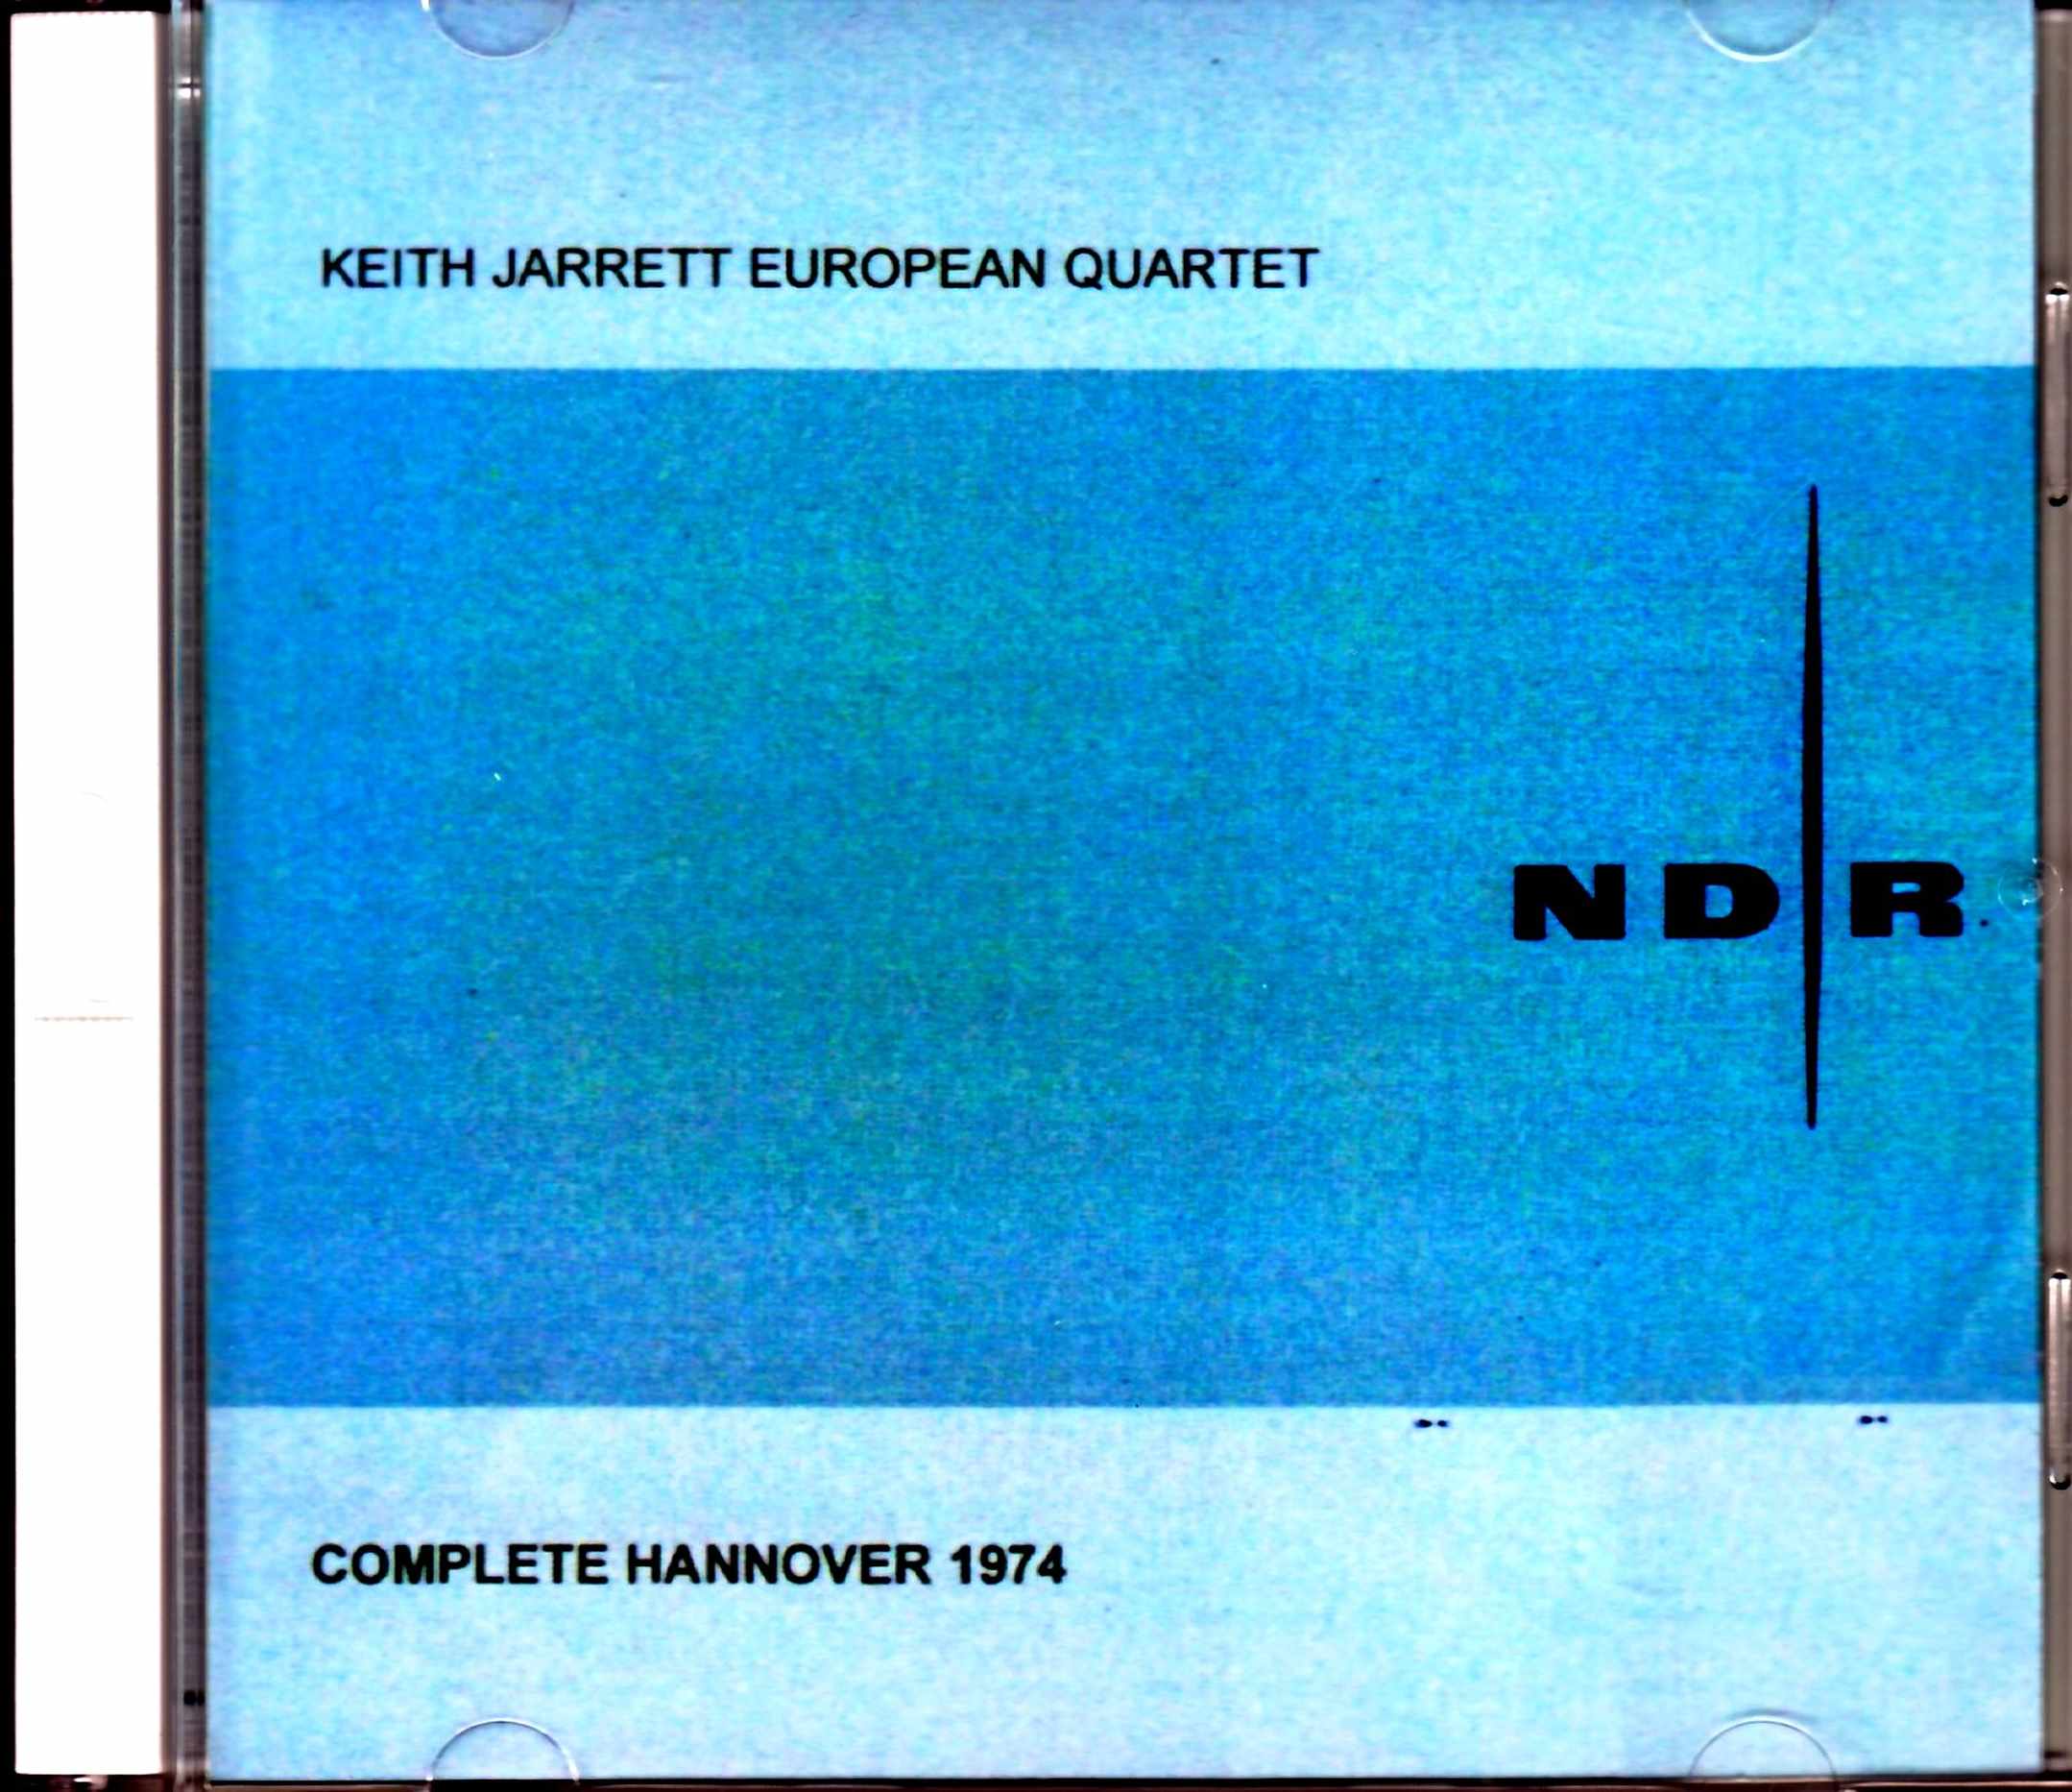 KEITH JARRETT EUROPEAN QUARTET
NDR
COMPLETE HANNOVER 1974